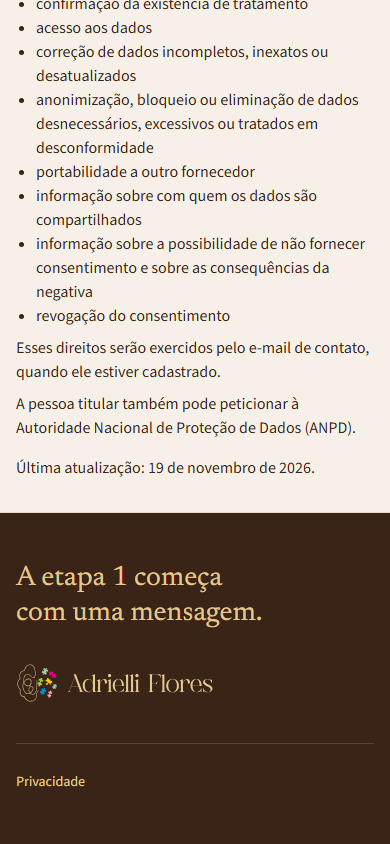 confirmação da existência de tratamento
acesso aos dados
correção de dados incompletos, inexatos ou
desatualizados
anonimização, bloqueio ou eliminação de dados
desnecessários, excessivos ou tratados em
desconformidade
portabilidade a outro fornecedor
informação sobre com quem os dados são
compartilhados
informação sobre a possibilidade de não fornecer
consentimento e sobre as consequências da
negativa
revogação do consentimento
Esses direitos serão exercidos pelo e-mail de contato,
quando ele estiver cadastrado.
A pessoa titular também pode peticionar à
Autoridade Nacional de Proteção de Dados (ANPD).
Última atualização: 19 de novembro de 2026.
A etapa 1 começa
com uma mensagem.
Adrielli Flores
Privacidade